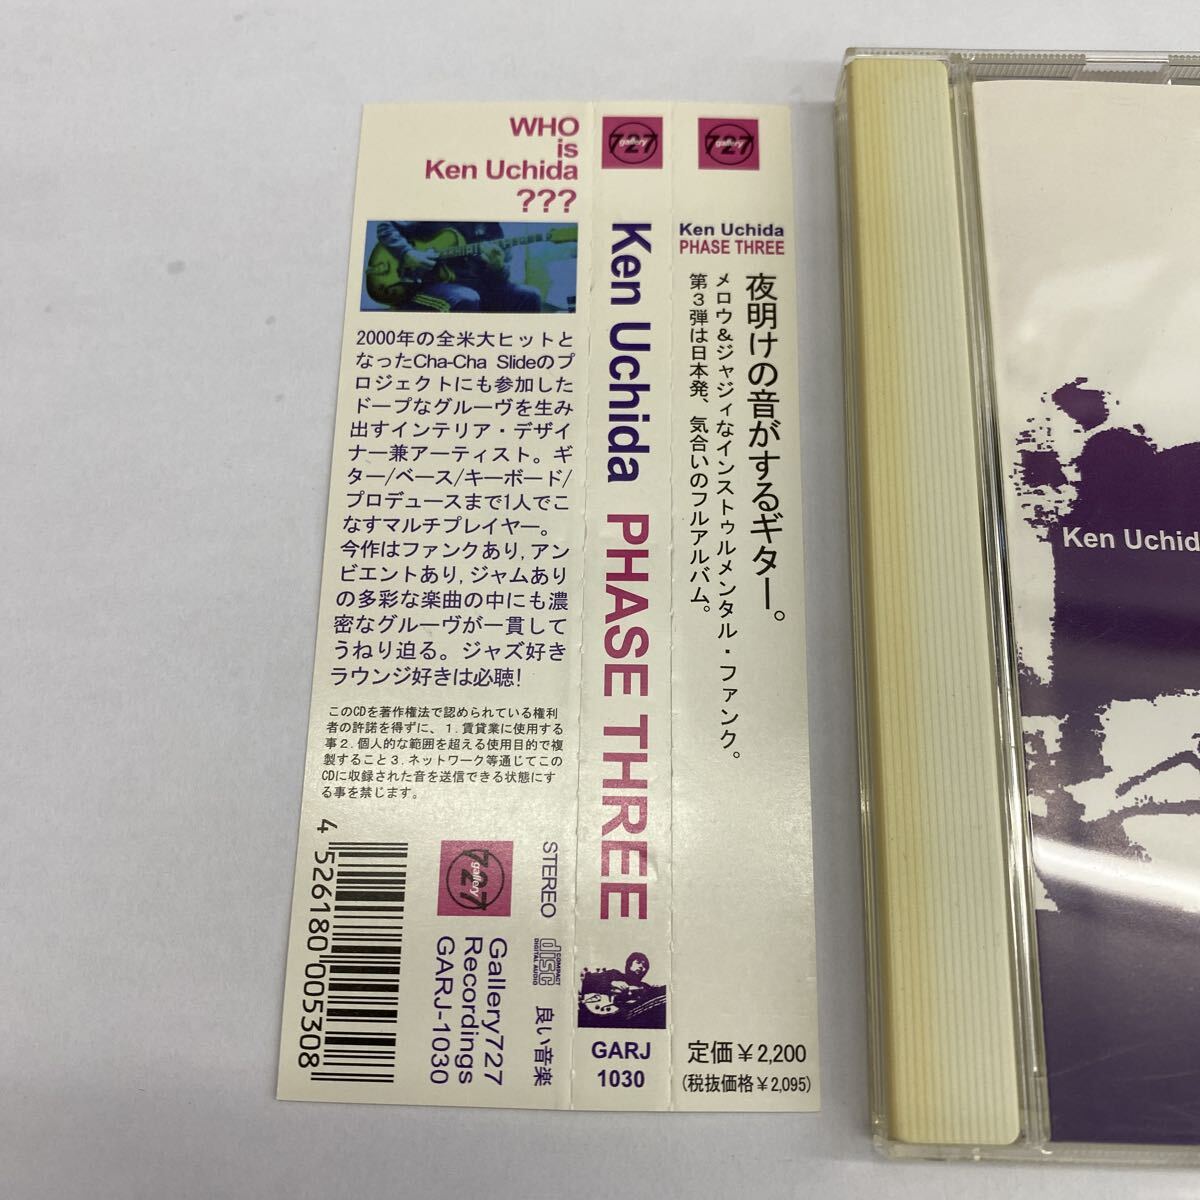 WHO
is
Ken Uchida
???
2000年の全米大ヒットと
なったCha-Cha Slideのプ
ロジェクトにも参加した
ドープなグルーヴを生み
出すインテリア・デザイ
ナー兼アーティスト。ギ
ター/ベース/キーボード/
プロデュースまで1人でこ
なすマルチプレイヤー。
今作はファンクあり,アン
ビエントあり,ジャムあり
の多彩な楽曲の中にも濃
密なグルーヴが一貫して
うねり迫る。ジャズ好き
ラウンジ好きは必聴!
このCDを著作権法で認められている権利
者の許諾を得ずに、1.賃貸業に使用する
事2.個人的な範囲を超える使用目的で複
製すること3.ネットワーク等通じてこの
CDに収録された音を送信できる状態にす
る事を禁じます。
4 526180 005308
727
gallery
Gallery727
Recordings
GARJ-1030
STEREO
COMPACT
disc
DIGITAL AUDIO
良い音楽
727
gallery
Ken Uchida PHASE THREE
GARJ
1030
727
gallery
Ken Uchida
PHASE THREE
夜明けの音がするギター。
メロウ&ジャジィなインストゥルメンタル・ファンク。
第3弾は日本発、気合いのフルアルバム。
定価￥2,200
(税抜価格￥2,095)
Ken Uchid